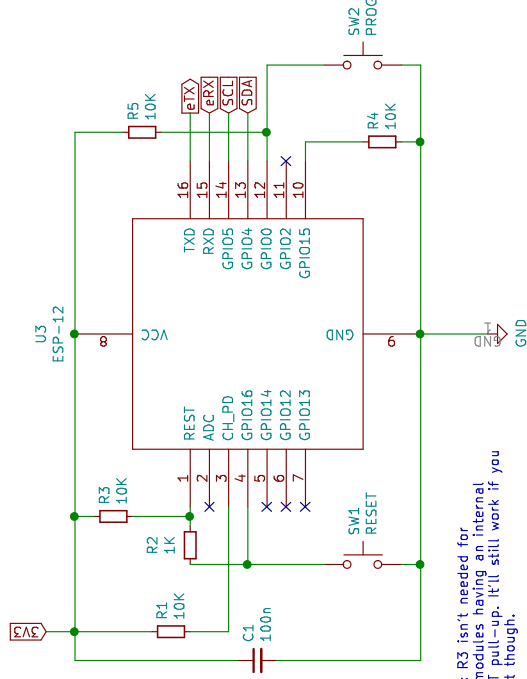 SW2
PROG
R5
10K
eTX
eRX
SCL
SDA
R4
10K
16
15
14
13
12
11
10
TXD
RXD
GPIO5
GPIO4
GPIO0
GPIO2
GPIO15
U3
ESP-12
8
VCC
GND
9
GND
1
GND
REST
ADC
CH_PD
GPIO16
GPIO14
GPIO12
GPIO13
1
2
3
4
5
6
7
R3
10K
R2
1K
SW1
RESET
R1
10K
3V3
C1
100n
: R3 isn't needed for
modules having an internal
T pull-up. It'll still work if you
t though.